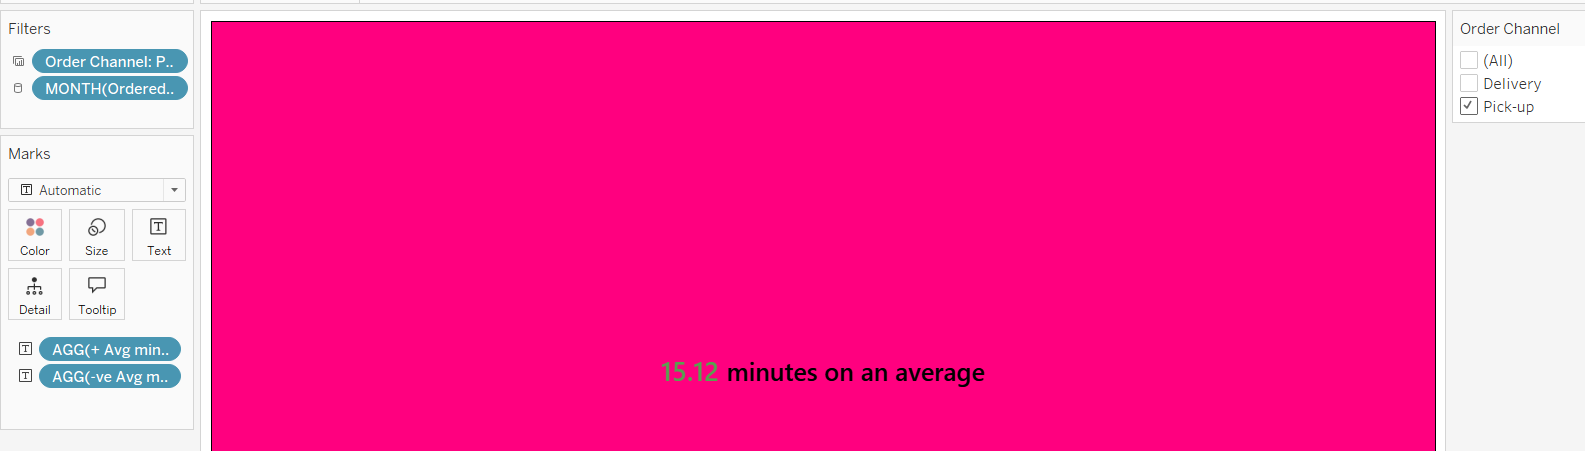 Filters
Order Channel: P..
MONTH(Ordered..
Marks
Automatic
Color
Size
Text
Detail
Tooltip
AGG(+ Avg min..
AGG(-ve Avg m..
15.12 minutes on an average
Order Channel
(All)
Delivery
Pick-up